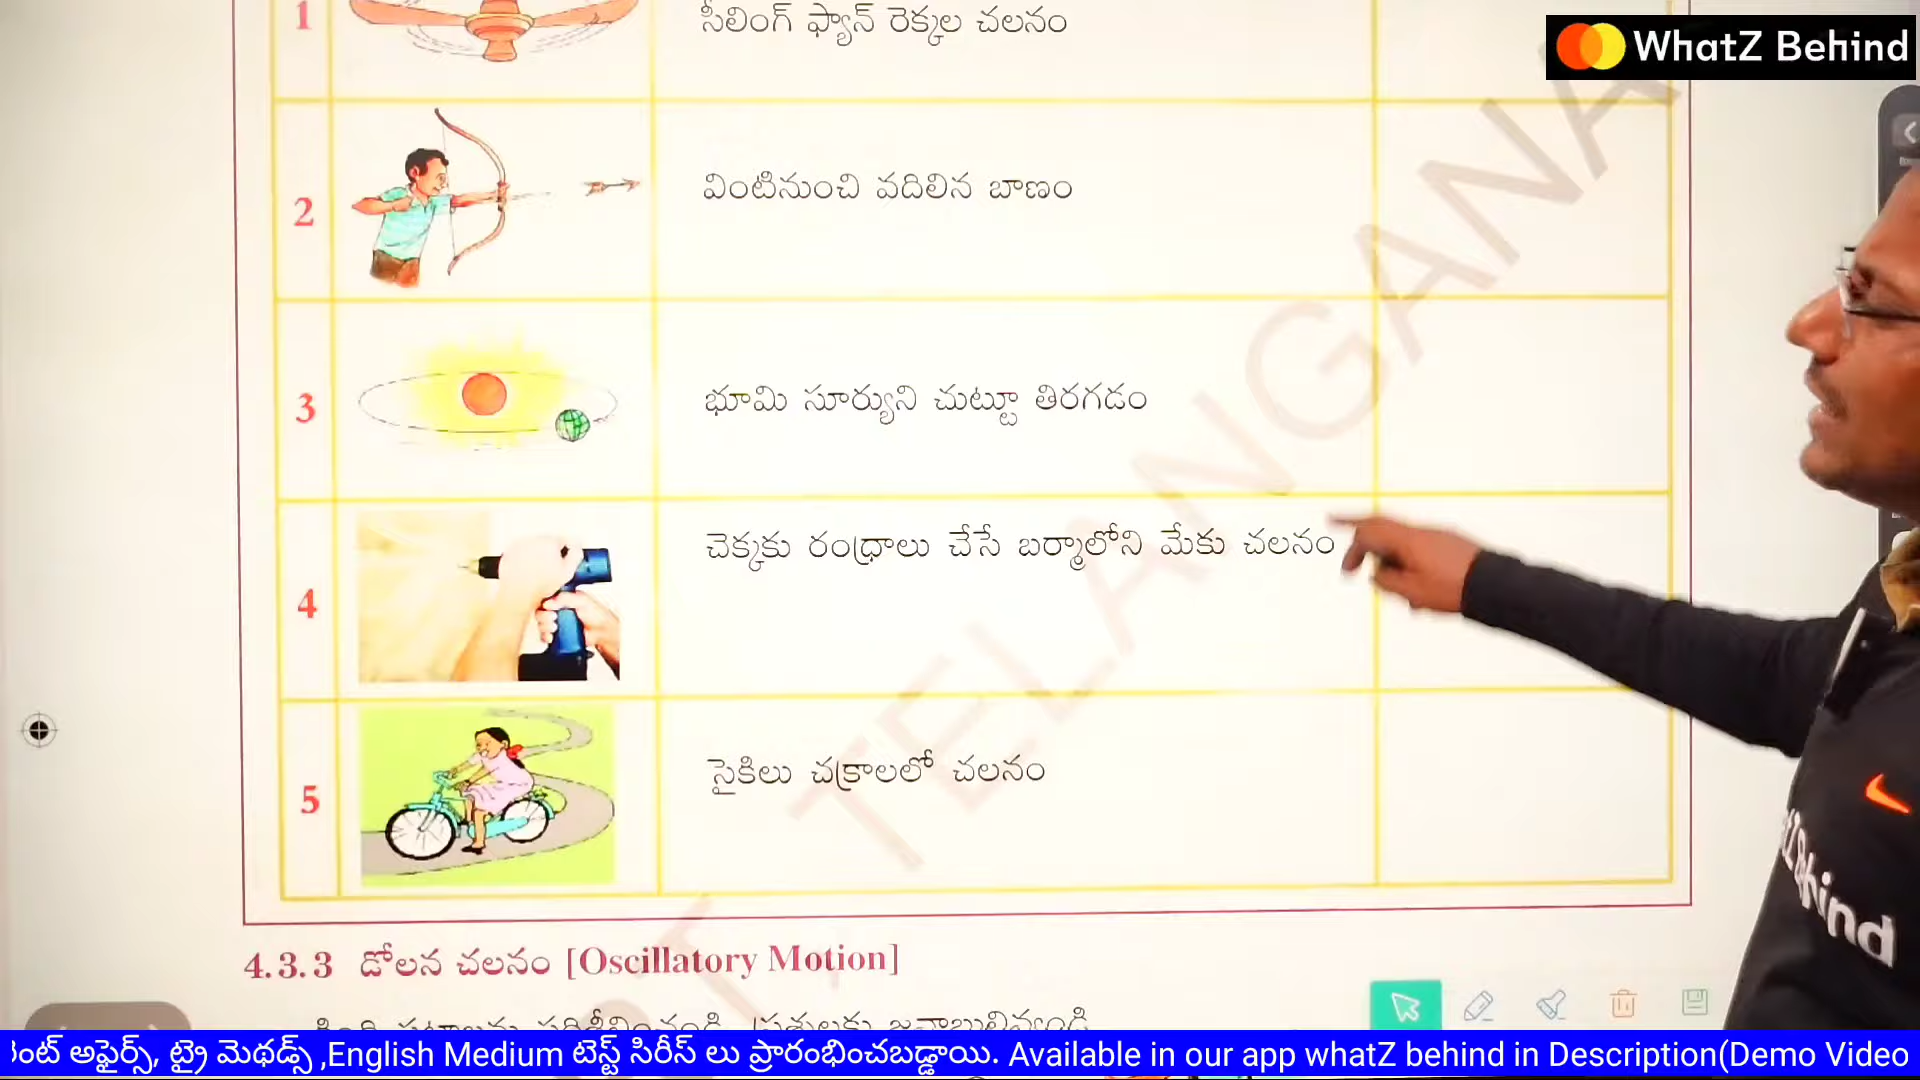 1 సీలింగ్ ఫ్యాన్ రెక్కల చలనం
WhatZ Behind
2 వింటినుంచి వదిలిన బాణం
3 భూమి సూర్యుని చుట్టూ తిరగడం
4 చెక్కకు రంధ్రాలు చేసే బర్మాలోని మేకు చలనం
5 సైకిలు చక్రాలలో చలనం
TELANGANA
4.3.3 డోలన చలనం [Oscillatory Motion]
అఫైర్స్, ట్రై మెథడ్స్ ,English Medium టెస్ట్ సిరీస్ లు ప్రారంభించబడ్డాయి. Available in our app whatZ behind in Description(Demo Video